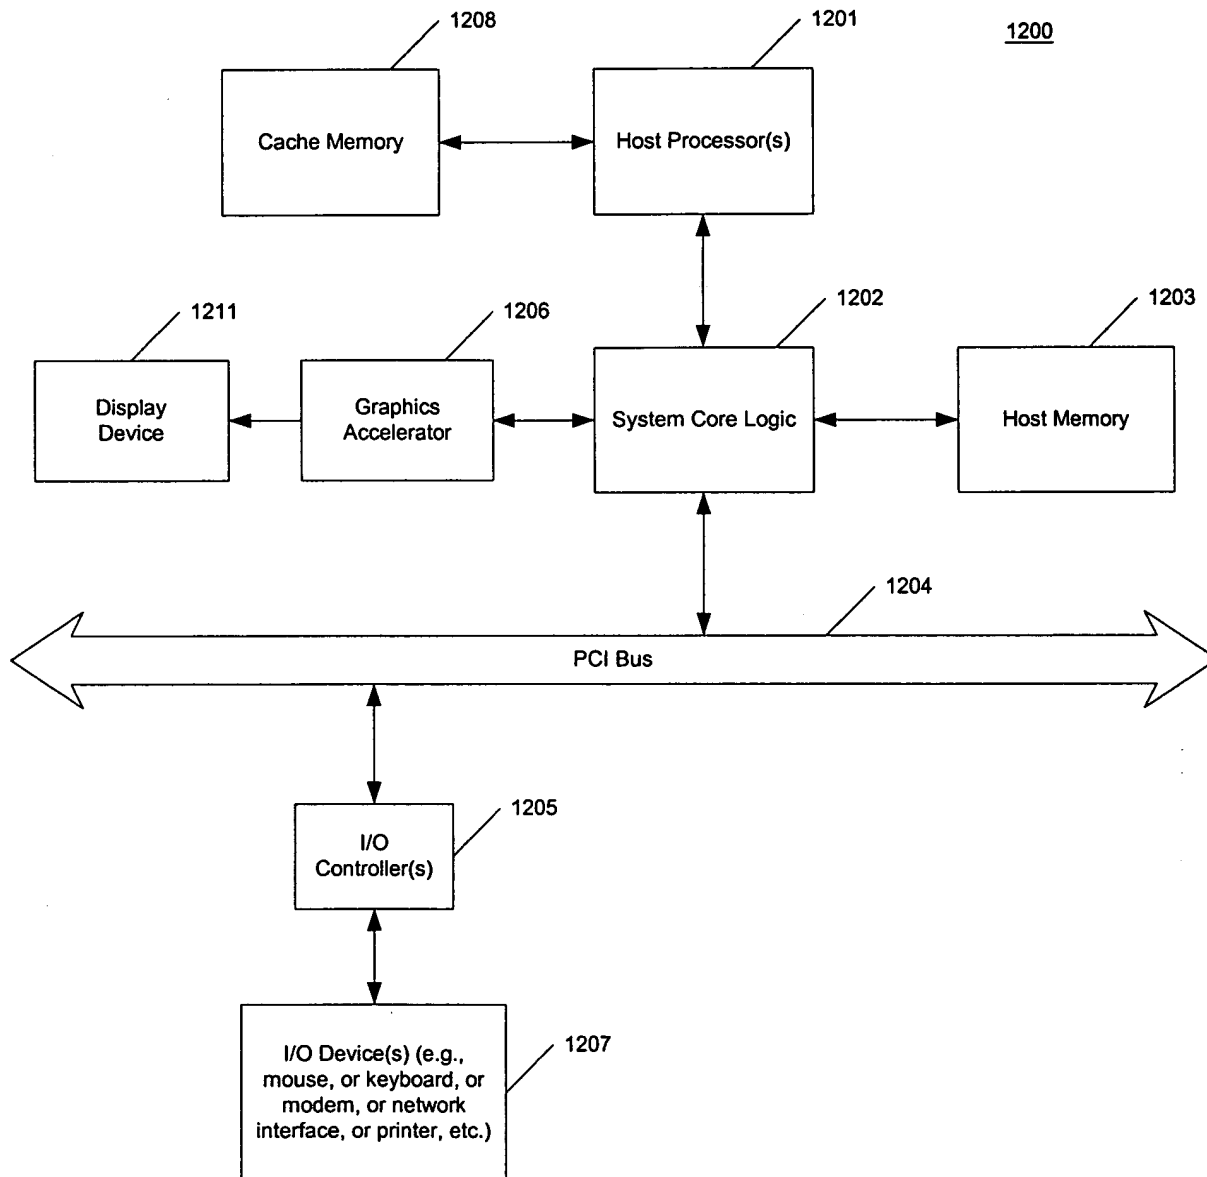 1208
1201
1200
Cache Memory
Host Processor(s)
1211
1206
1202
1203
Display
Device
Graphics
Accelerator
System Core Logic
Host Memory
1204
PCI Bus
1205
I/O
Controller(s)
1207
I/O Device(s) (e.g.,
mouse, or keyboard, or
modem, or network
interface, or printer, etc.)